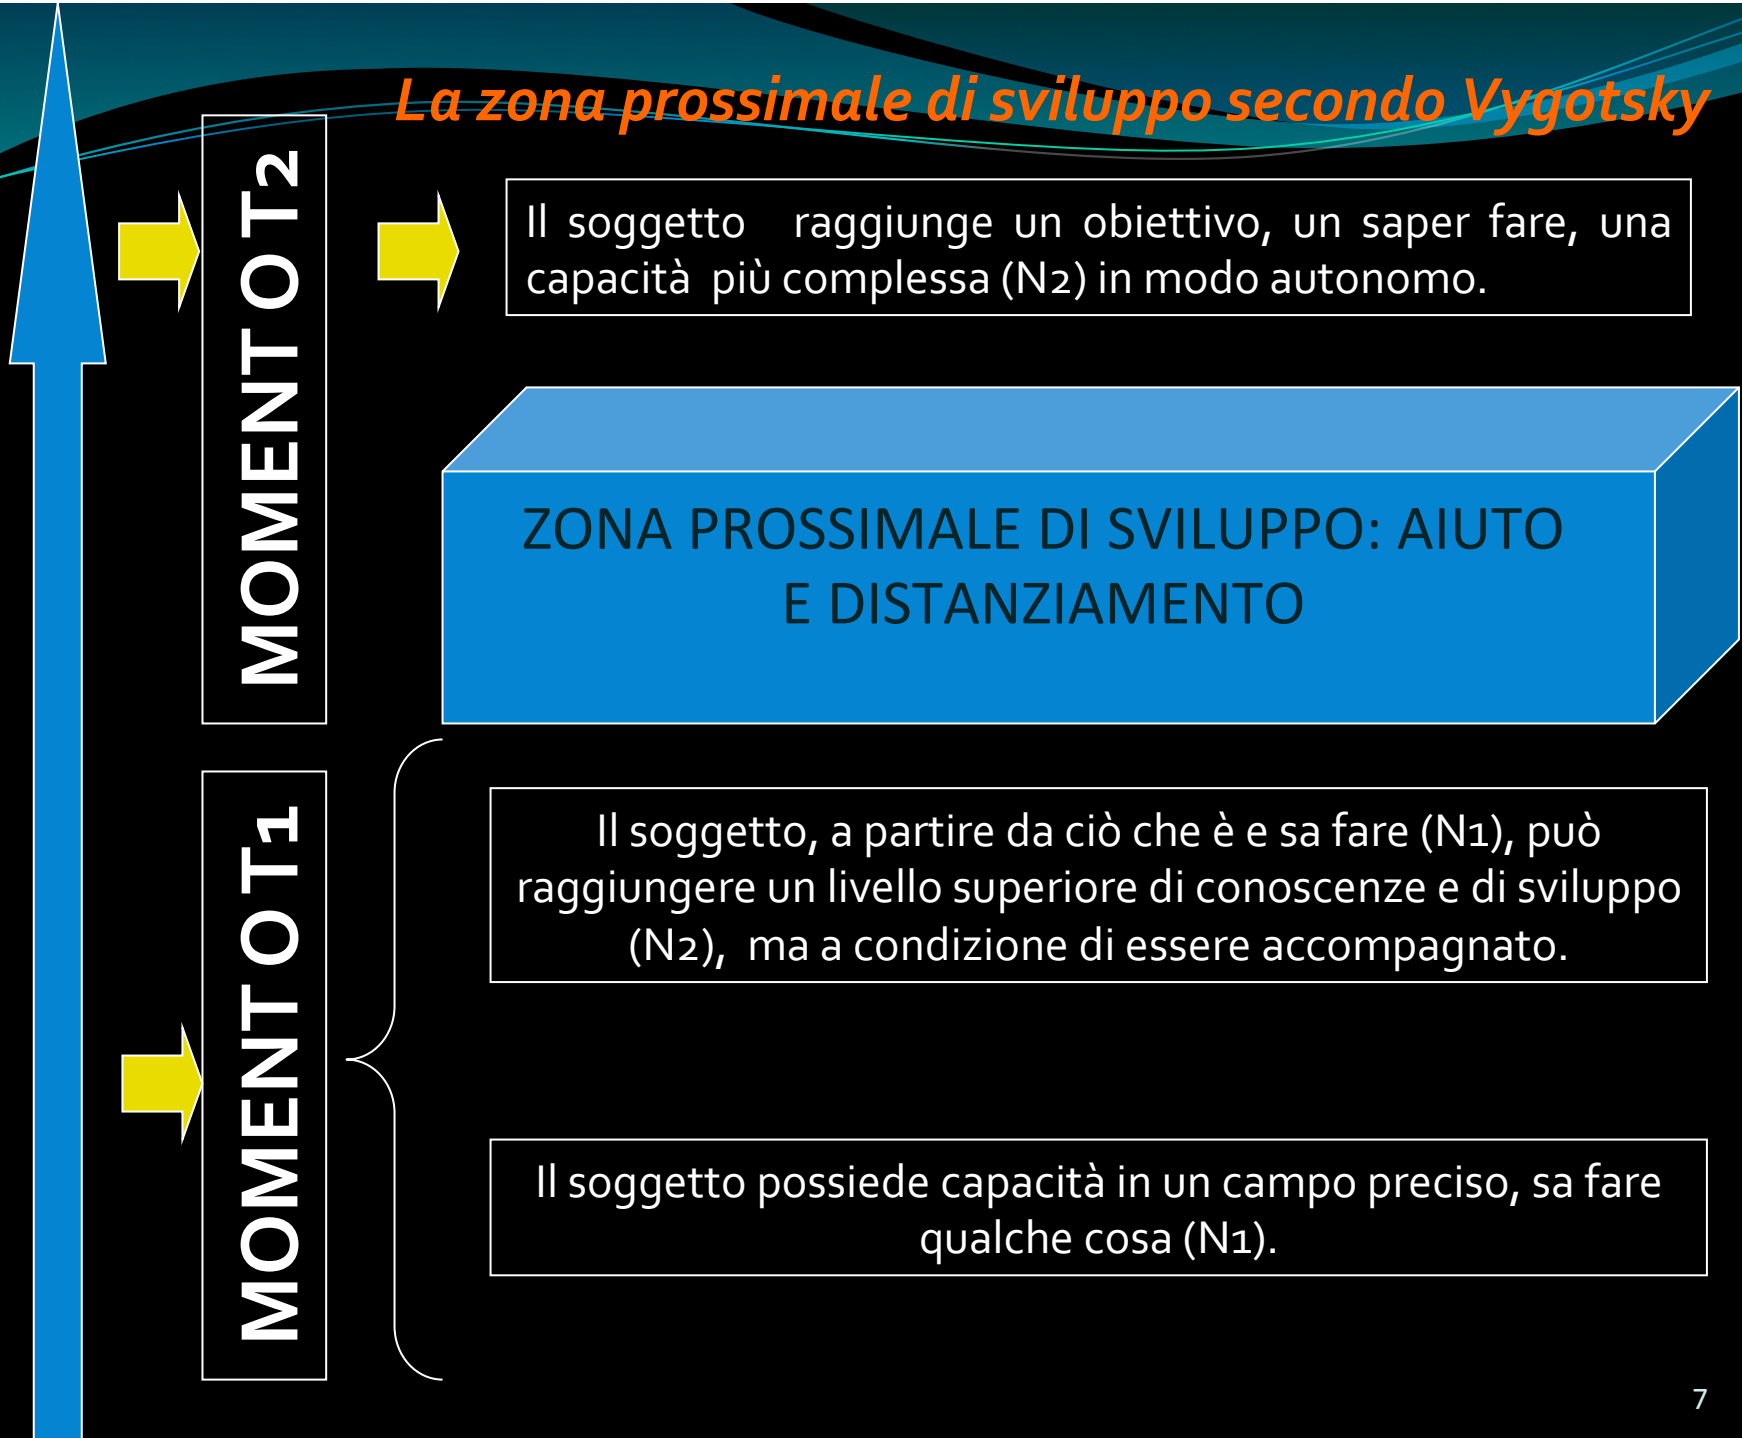 La zona prossimale di sviluppo secondo Vygotsky
MOMENT O T2
Il soggetto raggiunge un obiettivo, un saper fare, una
capacità più complessa (N2) in modo autonomo.
ZONA PROSSIMALE DI SVILUPPO: AIUTO
E DISTANZIAMENTO
MOMENT O T1
Il soggetto, a partire da ciò che è e sa fare (N1), può
raggiungere un livello superiore di conoscenze e di sviluppo
(N2), ma a condizione di essere accompagnato.
Il soggetto possiede capacità in un campo preciso, sa fare
qualche cosa (N1).
7